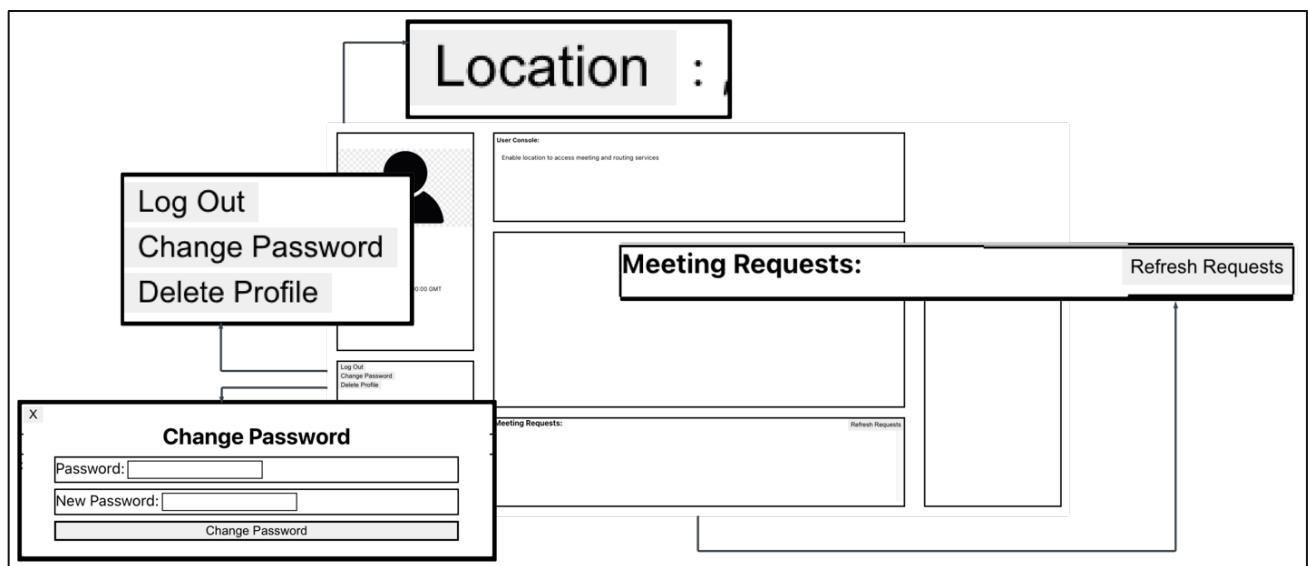 Location :
User Console:
Enable location to access meeting and routing services
Log Out
Change Password
Delete Profile
Meeting Requests: Refresh Requests
00:00 GMT
Log Out
Change Password
Delete Profile
X
Change Password
Password:
New Password:
Change Password
Meeting Requests: Refresh Requests